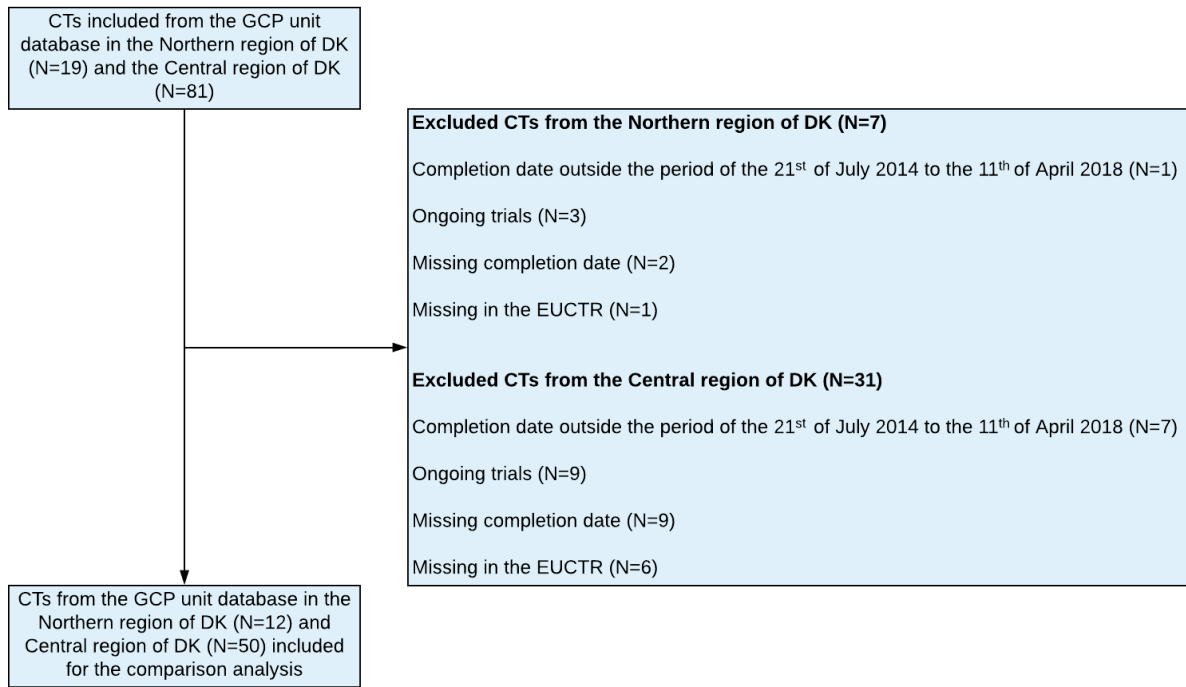 CTs included from the GCP unit
database in the Northern region of DK
(N=19) and the Central region of DK
(N=81)
Excluded CTs from the Northern region of DK (N=7)
Completion date outside the period of the 21st of July 2014 to the 11th of April 2018 (N=1)
Ongoing trials (N=3)
Missing completion date (N=2)
Missing in the EUCTR (N=1)
Excluded CTs from the Central region of DK (N=31)
Completion date outside the period of the 21st of July 2014 to the 11th of April 2018 (N=7)
Ongoing trials (N=9)
Missing completion date (N=9)
Missing in the EUCTR (N=6)
CTs from the GCP unit database in the
Northern region of DK (N=12) and
Central region of DK (N=50) included
for the comparison analysis